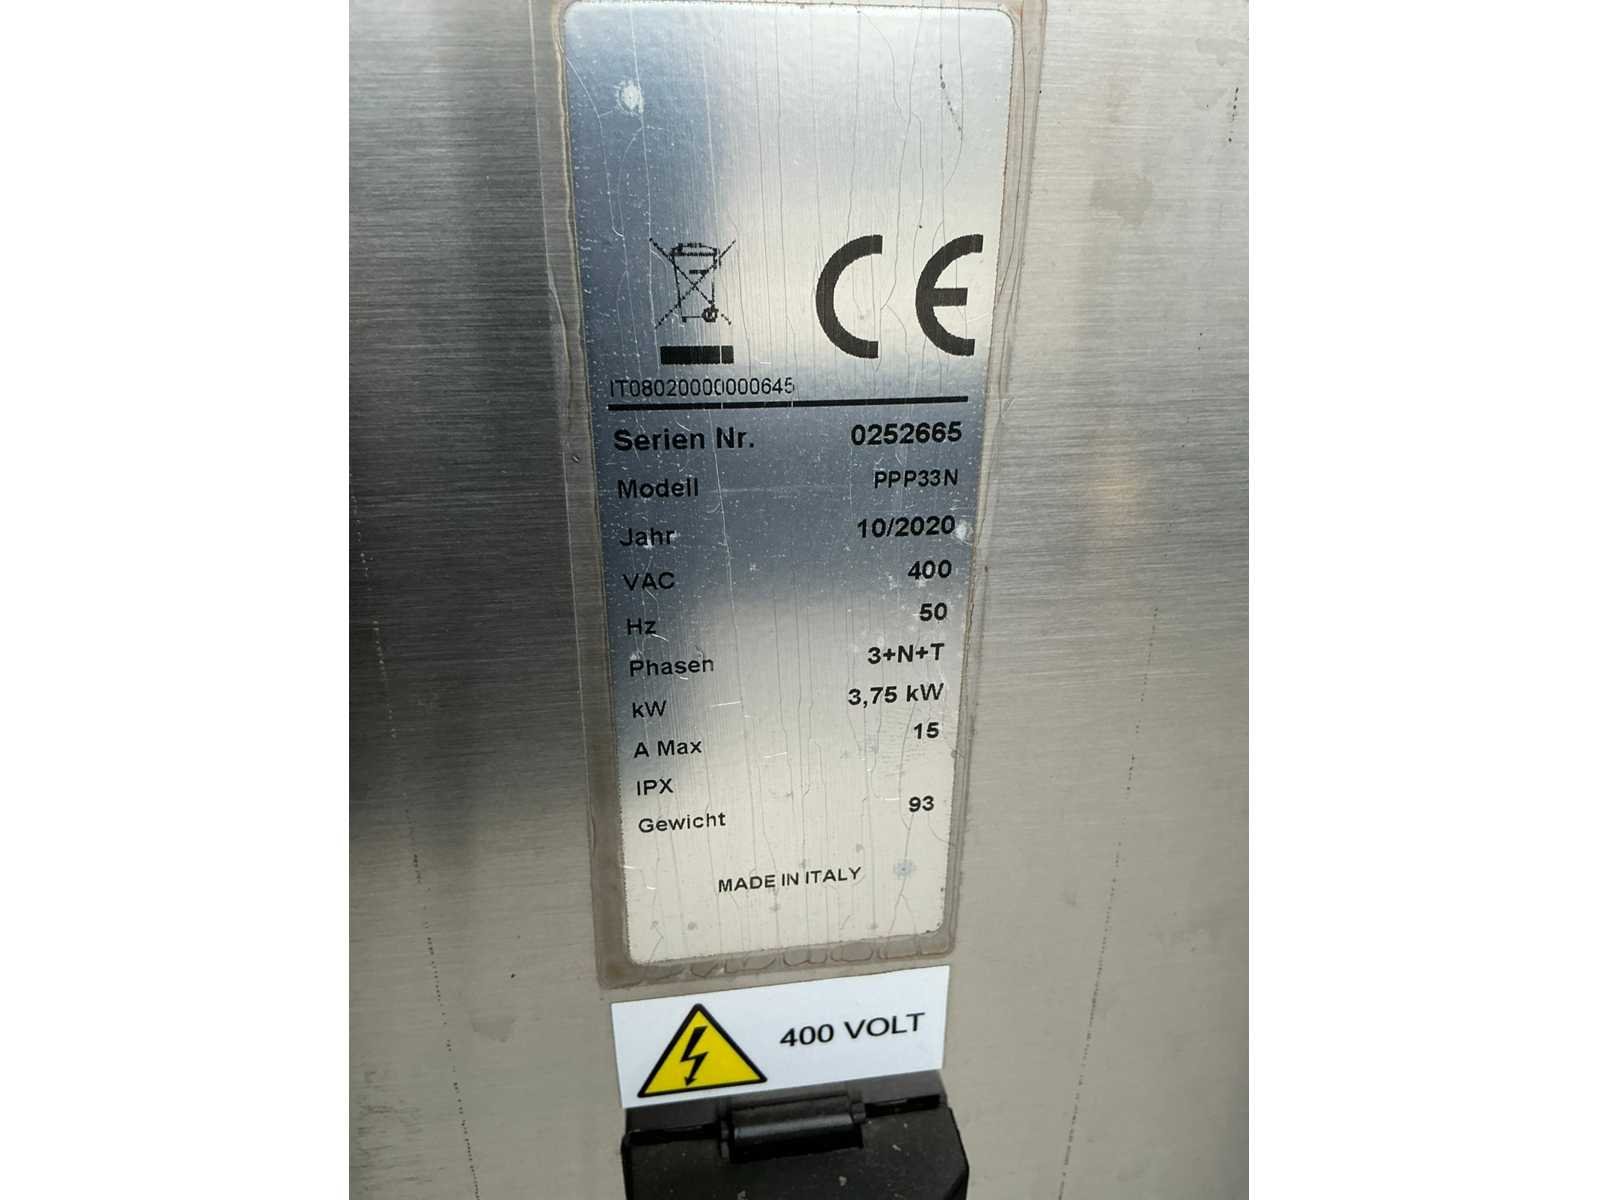 CE
IT08020000000645
Serien Nr. 0252665
Modell PPP33N
Jahr 10/2020
VAC 400
Hz 50
Phasen 3+N+T
kW 3,75 kW
A Max 15
IPX
Gewicht 93
MADE IN ITALY
400 VOLT